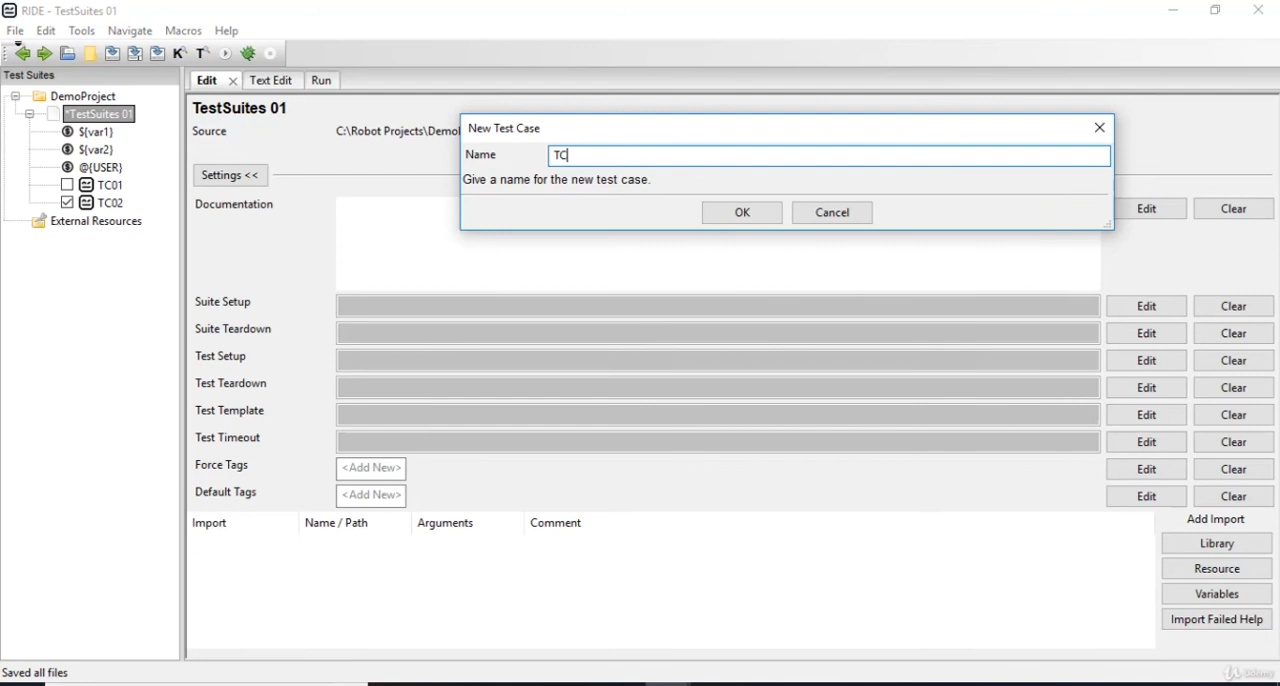 RIDE - TestSuites 01
File Edit Tools Navigate Macros Help
K T
Test Suites
DemoProject
*TestSuites 01
${var1}
${var2}
@{USER}
TC01
TC02
External Resources
Edit Text Edit Run
TestSuites 01
Source C:\Robot Projects\Demol
New Test Case
Name TC
Give a name for the new test case.
OK Cancel
Settings <<
Documentation Edit Clear
Suite Setup Edit Clear
Suite Teardown Edit Clear
Test Setup Edit Clear
Test Teardown Edit Clear
Test Template Edit Clear
Test Timeout Edit Clear
Force Tags <Add New> Edit Clear
Default Tags <Add New> Edit Clear
Import Name / Path Arguments Comment
Add Import
Library
Resource
Variables
Import Failed Help
Saved all files
Udemy